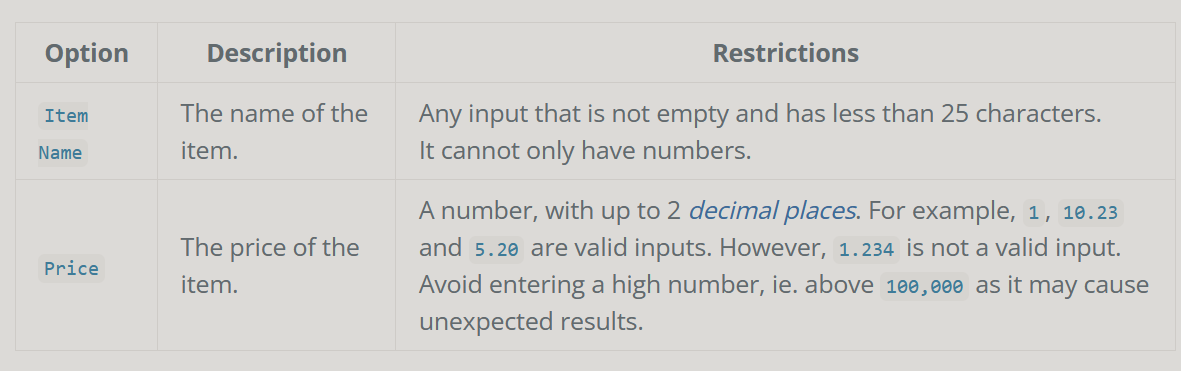 Option Description Restrictions
Item
Name
The name of the
item.
Any input that is not empty and has less than 25 characters.
It cannot only have numbers.
Price
The price of the
item.
A number, with up to 2 decimal places. For example, 1, 10.23
and 5.20 are valid inputs. However, 1.234 is not a valid input.
Avoid entering a high number, ie. above 100,000 as it may cause
unexpected results.